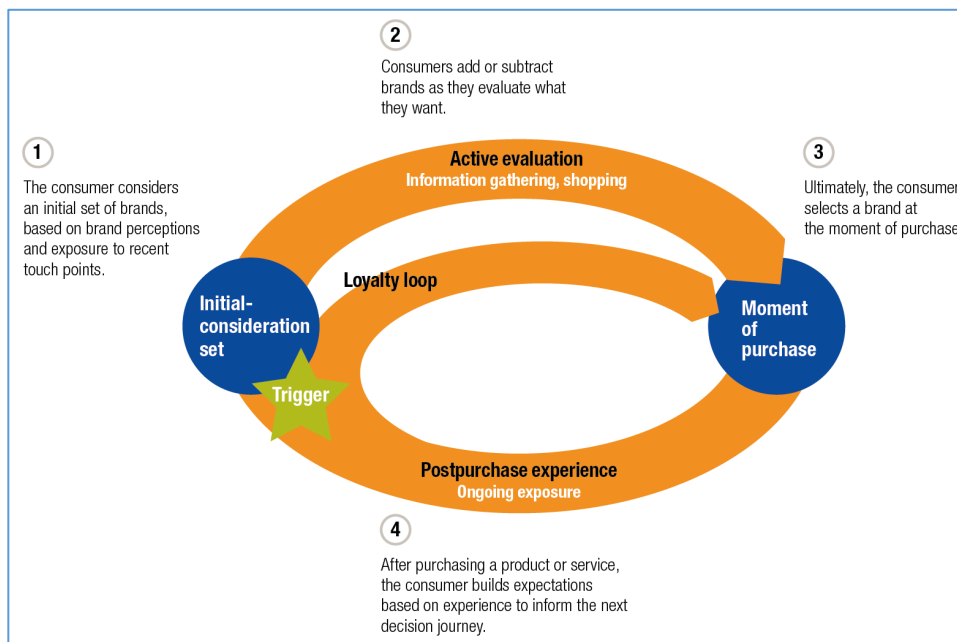 2
Consumers add or subtract
brands as they evaluate what
they want.
1
The consumer considers
an initial set of brands,
based on brand perceptions
and exposure to recent
touch points.
3
Ultimately, the consumer
selects a brand at
the moment of purchase
Active evaluation
Information gathering, shopping
Loyalty loop
Initial-
consideration
set
Trigger
Moment
of
purchase
Postpurchase experience
Ongoing exposure
4
After purchasing a product or service,
the consumer builds expectations
based on experience to inform the next
decision journey.